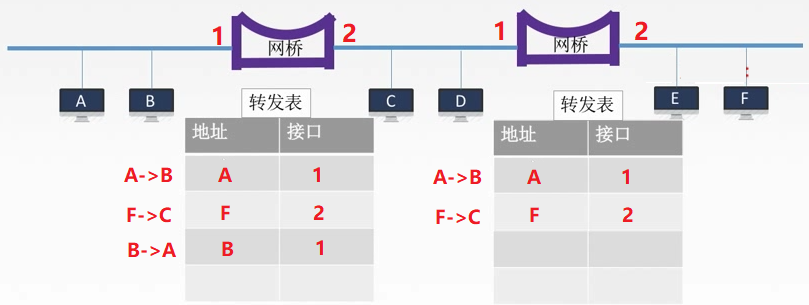 1 网桥 2 1 网桥 2
:
A B 转发表 C D 转发表 E F
地址 接口 地址 接口
A->B A 1 A->B A 1
F->C F 2 F->C F 2
B->A B 1